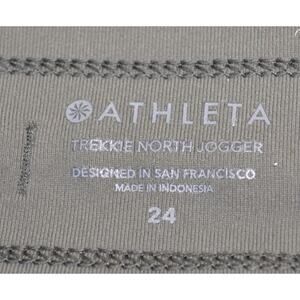 ATHLETA
TREKKIE NORTH JOGGER
DESIGNED IN SAN FRANCISCO
MADE IN INDONESIA
24